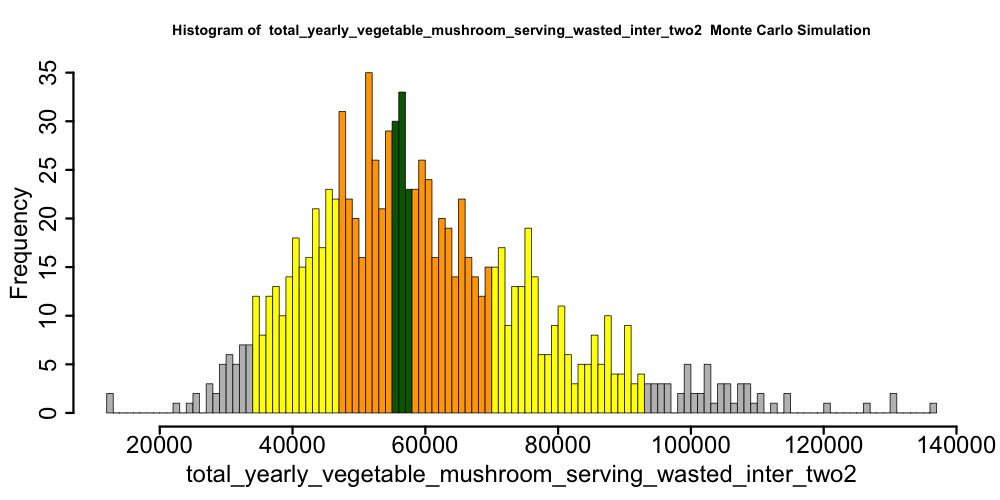 Histogram of  total_yearly_vegetable_mushroom_serving_wasted_inter_two2  Monte Carlo Simulation
Frequency
35
30
25
20
15
10
5
0
20000 40000 60000 80000 100000 120000 140000
total_yearly_vegetable_mushroom_serving_wasted_inter_two2